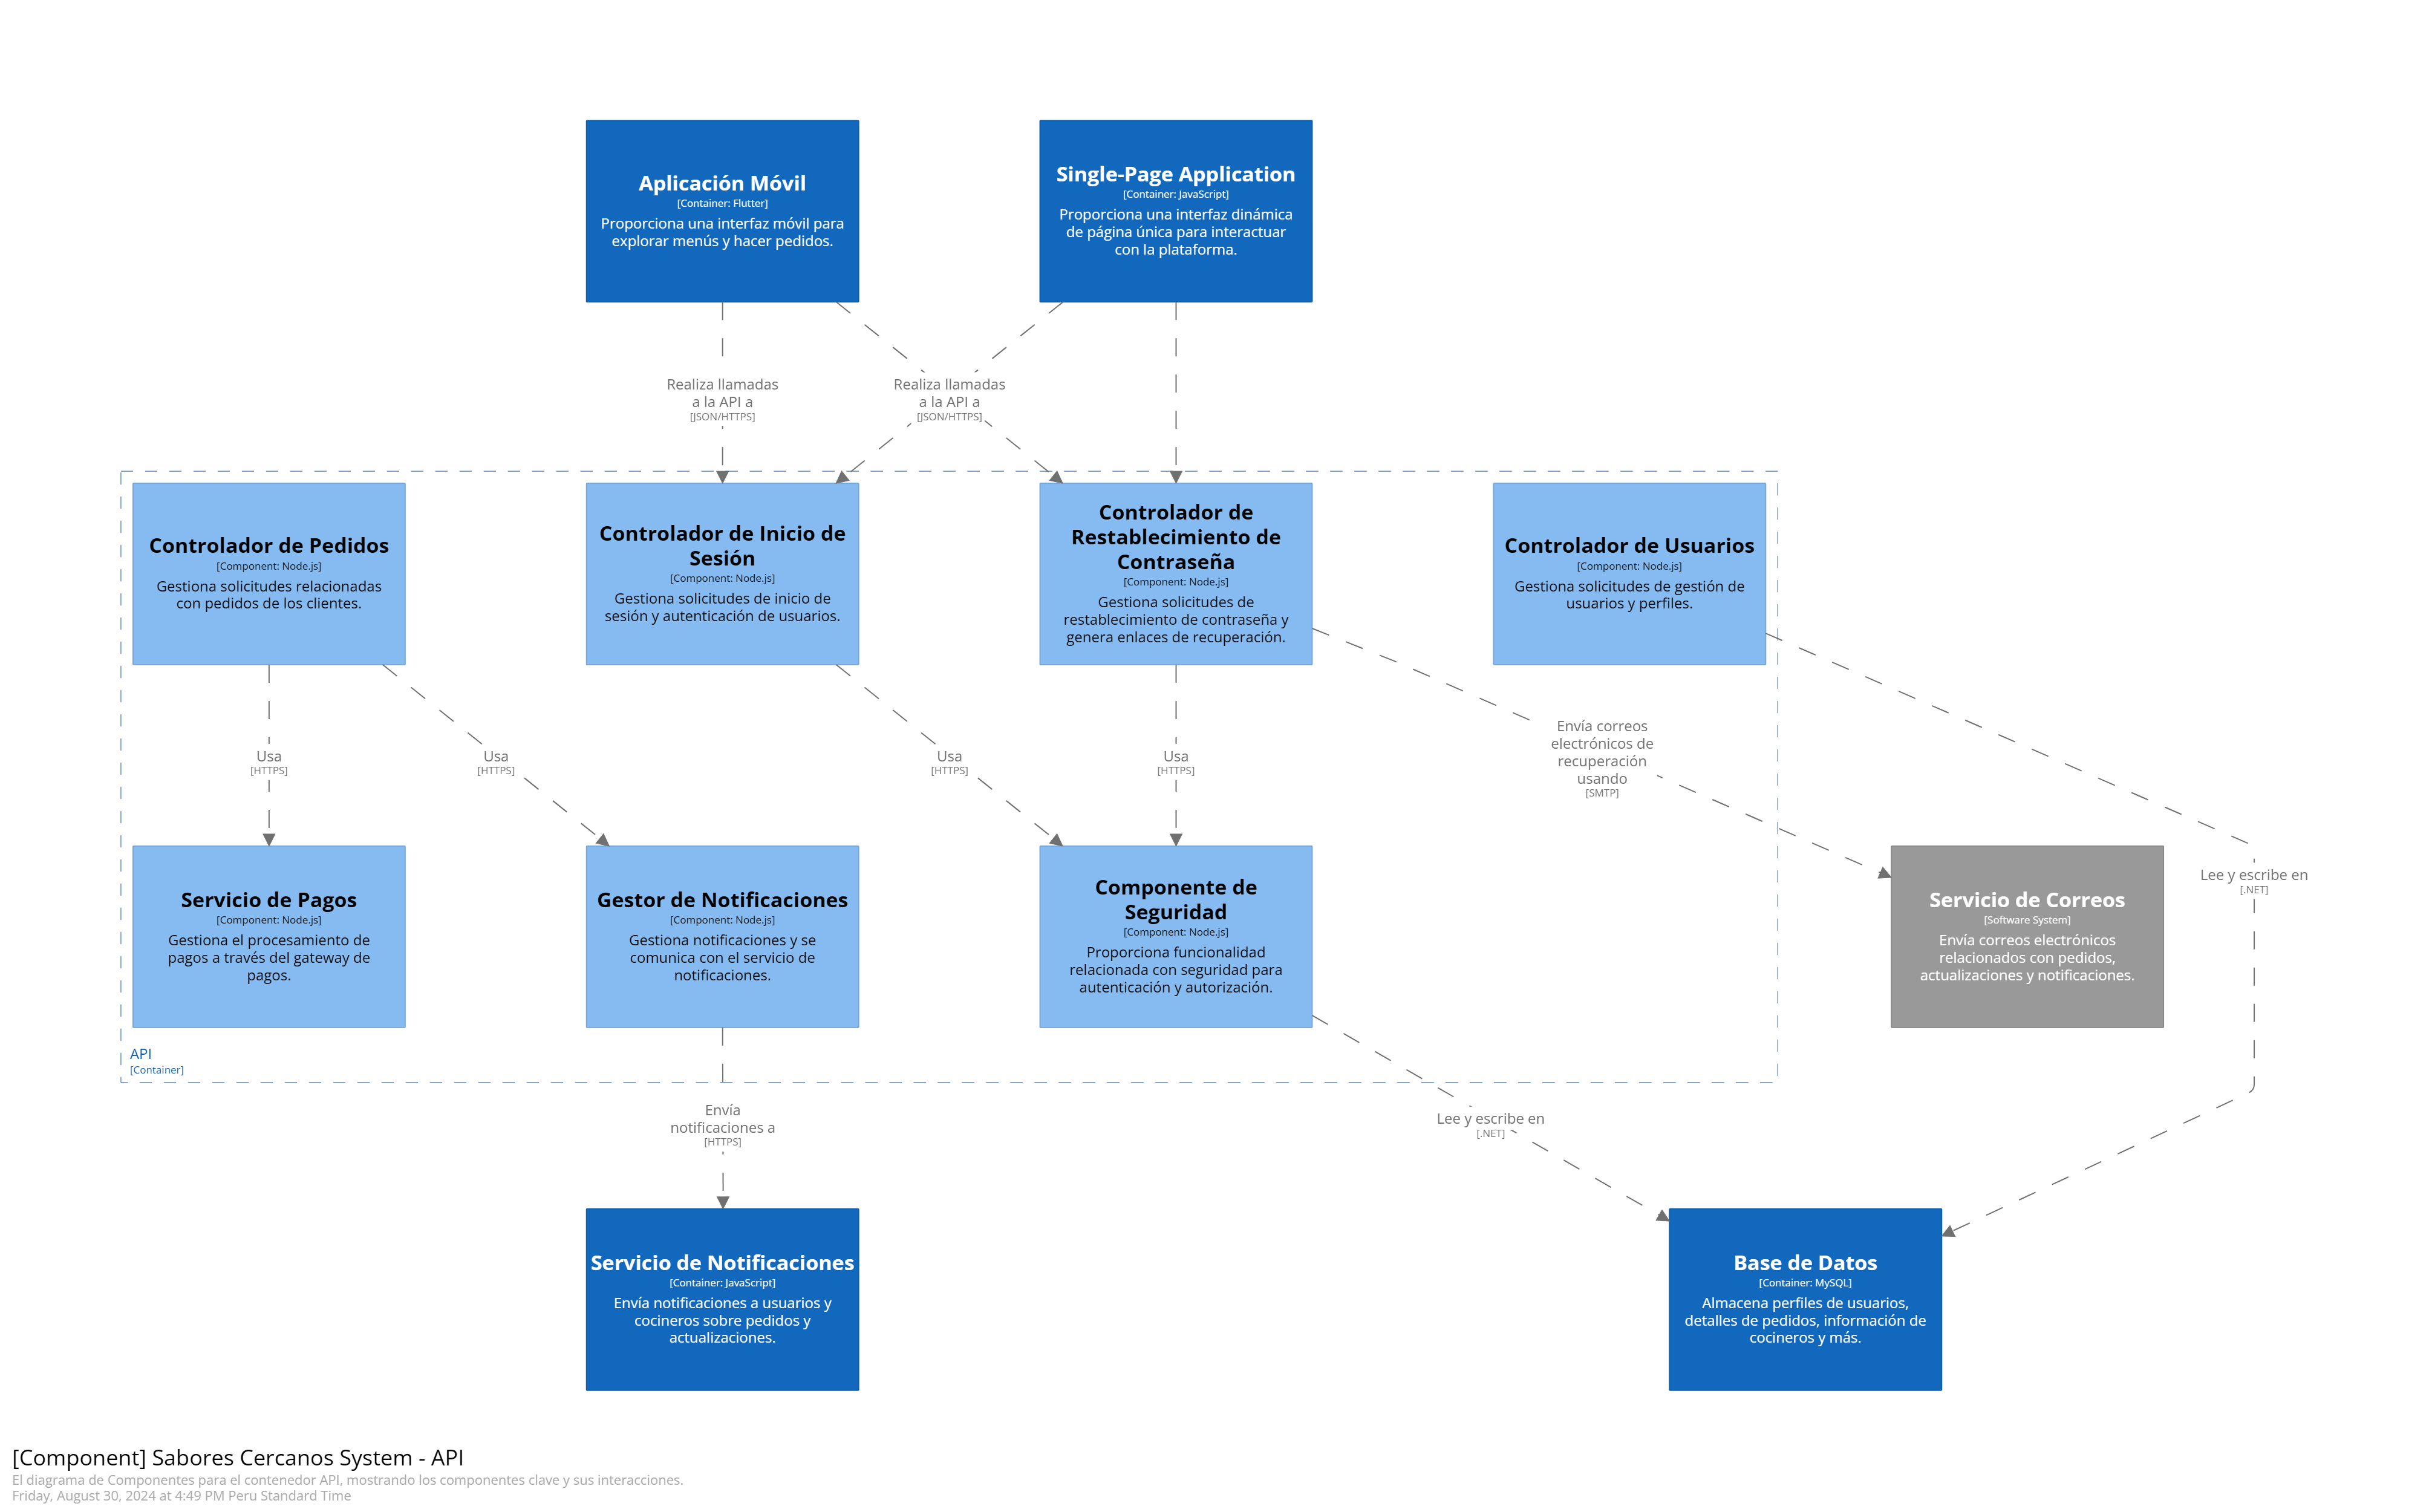 Aplicación Móvil
[Container: Flutter]
Proporciona una interfaz móvil para
explorar menús y hacer pedidos.
Single-Page Application
[Container: JavaScript]
Proporciona una interfaz dinámica
de página única para interactuar
con la plataforma.
Realiza llamadas
a la API a
[JSON/HTTPS]
Realiza llamadas
a la API a
[JSON/HTTPS]
Controlador de Pedidos
[Component: Node.js]
Gestiona solicitudes relacionadas
con pedidos de los clientes.
Controlador de Inicio de
Sesión
[Component: Node.js]
Gestiona solicitudes de inicio de
sesión y autenticación de usuarios.
Controlador de
Restablecimiento de
Contraseña
[Component: Node.js]
Gestiona solicitudes de
restablecimiento de contraseña y
genera enlaces de recuperación.
Controlador de Usuarios
[Component: Node.js]
Gestiona solicitudes de gestión de
usuarios y perfiles.
Usa
[HTTPS]
Usa
[HTTPS]
Usa
[HTTPS]
Usa
[HTTPS]
Envía correos
electrónicos de
recuperación
usando
[SMTP]
Servicio de Pagos
[Component: Node.js]
Gestiona el procesamiento de
pagos a través del gateway de
pagos.
Gestor de Notificaciones
[Component: Node.js]
Gestiona notificaciones y se
comunica con el servicio de
notificaciones.
Componente de
Seguridad
[Component: Node.js]
Proporciona funcionalidad
relacionada con seguridad para
autenticación y autorización.
Servicio de Correos
[Software System]
Envía correos electrónicos
relacionados con pedidos,
actualizaciones y notificaciones.
Lee y escribe en
[.NET]
API
[Container]
Envía
notificaciones a
[HTTPS]
Lee y escribe en
[.NET]
Servicio de Notificaciones
[Container: JavaScript]
Envía notificaciones a usuarios y
cocineros sobre pedidos y
actualizaciones.
Base de Datos
[Container: MySQL]
Almacena perfiles de usuarios,
detalles de pedidos, información de
cocineros y más.
[Component] Sabores Cercanos System - API
El diagrama de Componentes para el contenedor API, mostrando los componentes clave y sus interacciones.
Friday, August 30, 2024 at 4:49 PM Peru Standard Time